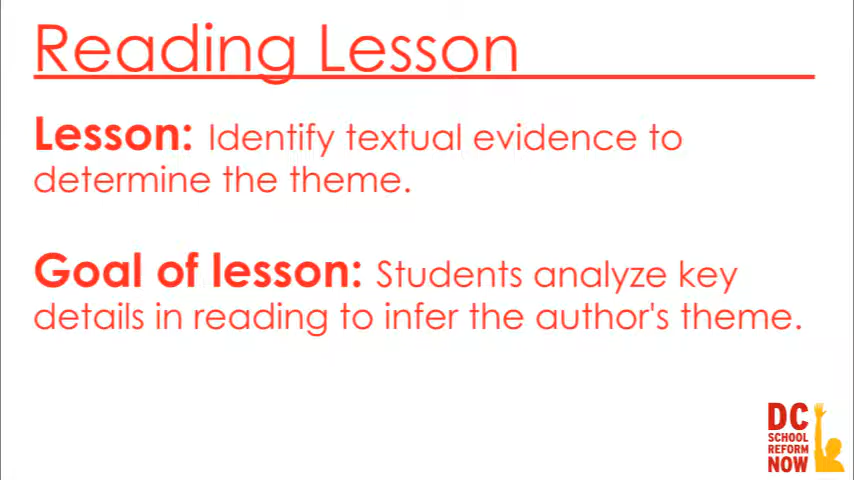 Reading Lesson
Lesson: Identify textual evidence to
determine the theme.
Goal of lesson: Students analyze key
details in reading to infer the author's theme.
DC
SCHOOL
REFORM
NOW